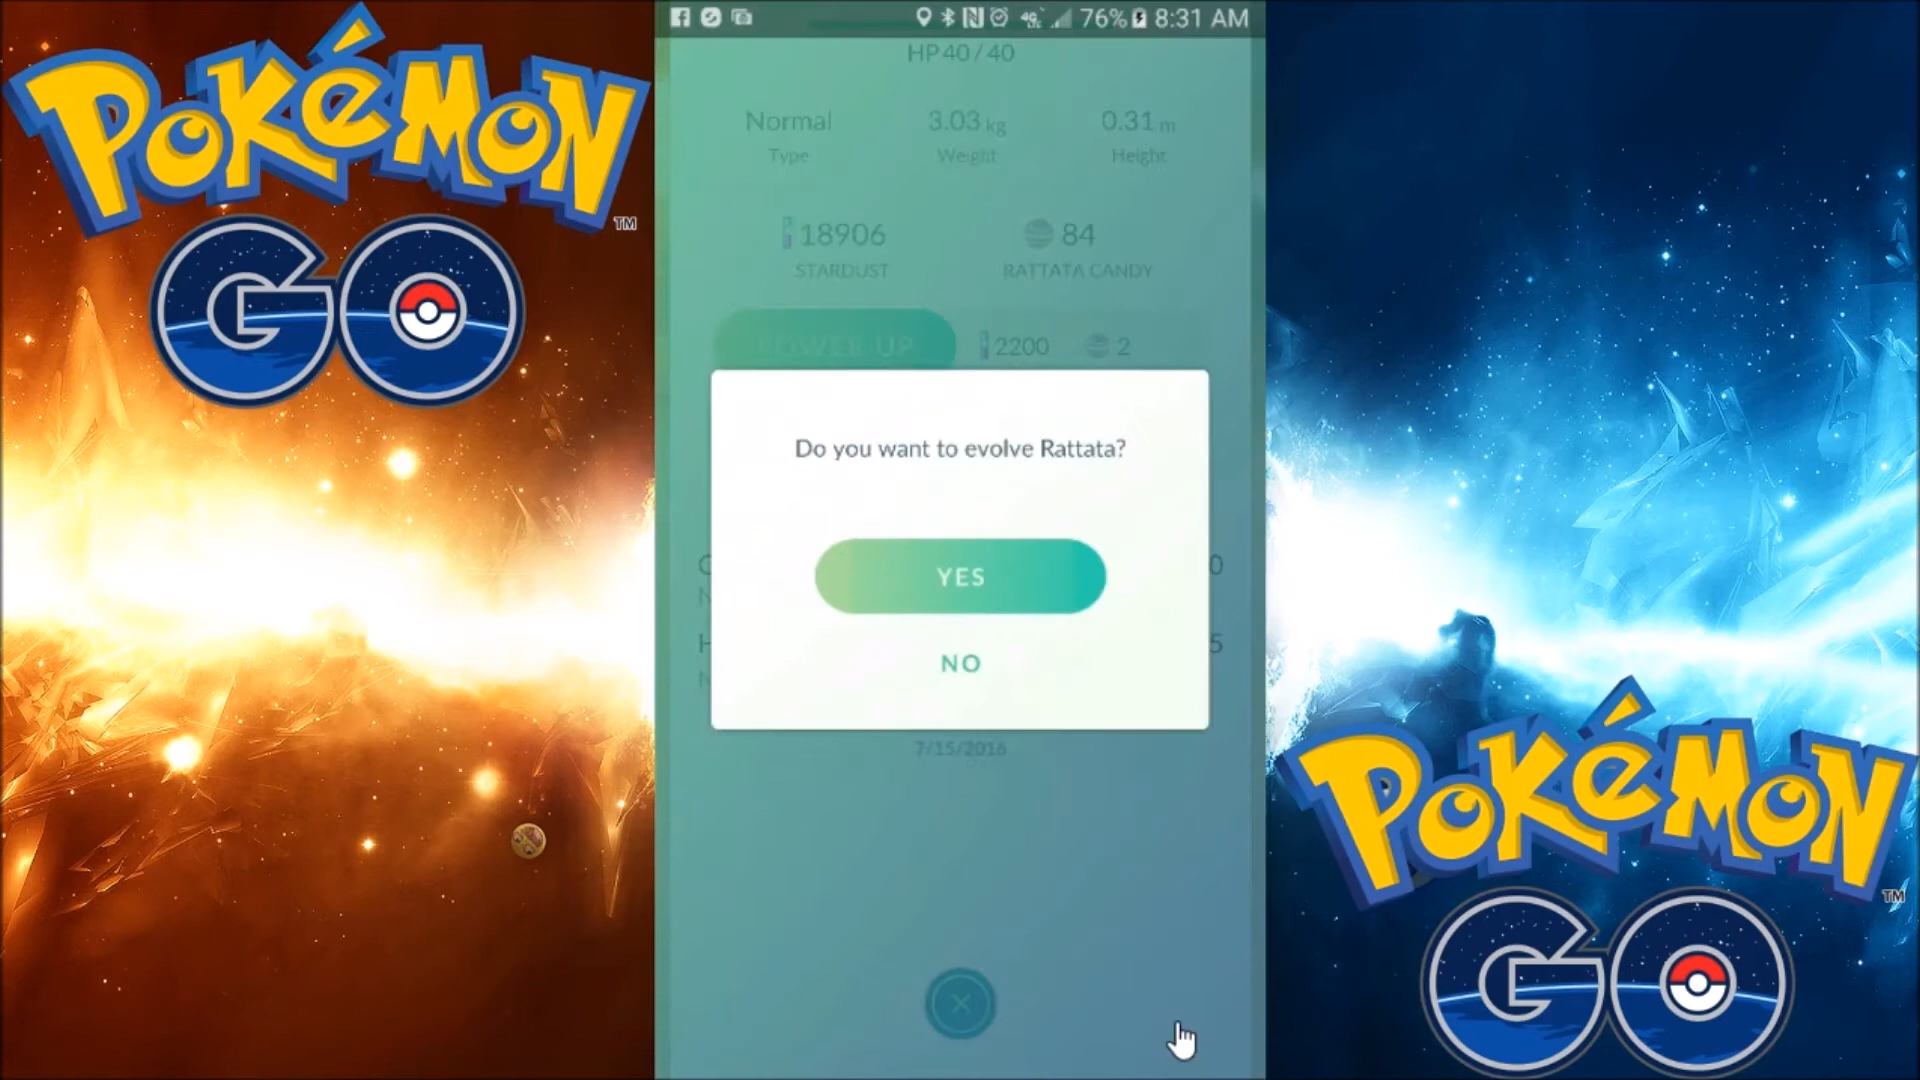 POKéMON
TM
GO
76% 8:31 AM
HP 40 / 40
Normal 3.03 kg 0.31 m
Type Weight Height
18906 84
STARDUST RATTATA CANDY
POWER UP 2200 2
Do you want to evolve Rattata?
YES
NO
7/15/2016
POKéMON
TM
GO